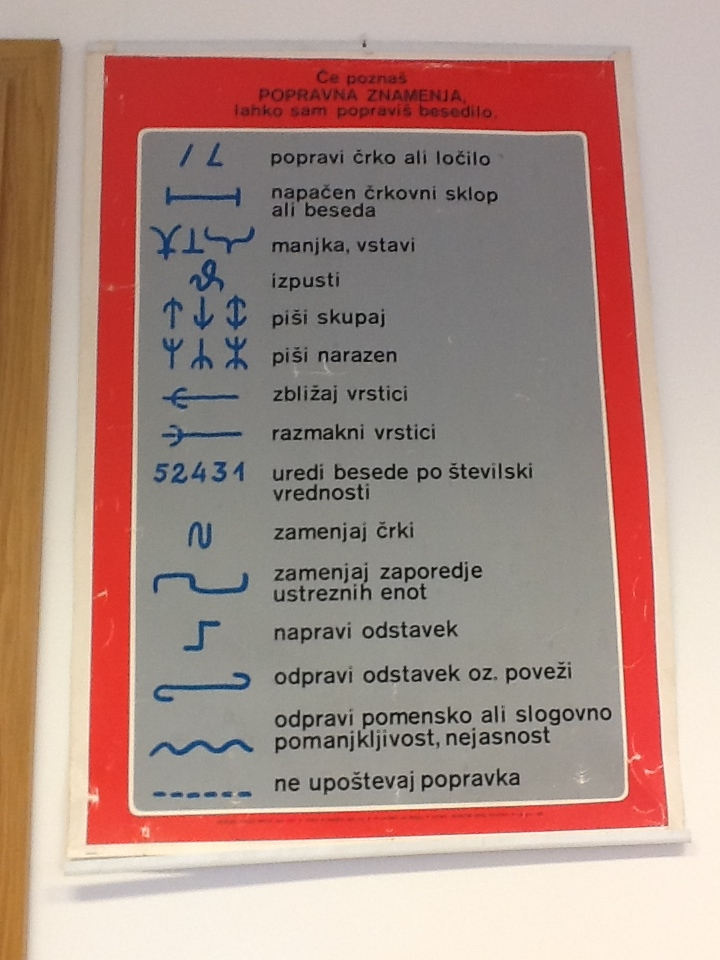 Če poznaš
POPRAVNA ZNAMENJA,
lahko sam popraviš besedilo.
popravi črko ali ločilo
napačen črkovni sklop
ali beseda
manjka, vstavi
izpusti
piši skupaj
piši narazen
zbližaj vrstici
razmakni vrstici
52431 uredi besede po številski
vrednosti
zamenjaj črki
zamenjaj zaporedje
ustreznih enot
napravi odstavek
odpravi odstavek oz. poveži
odpravi pomensko ali slogovno
pomanjkljivost, nejasnost
ne upoštevaj popravka